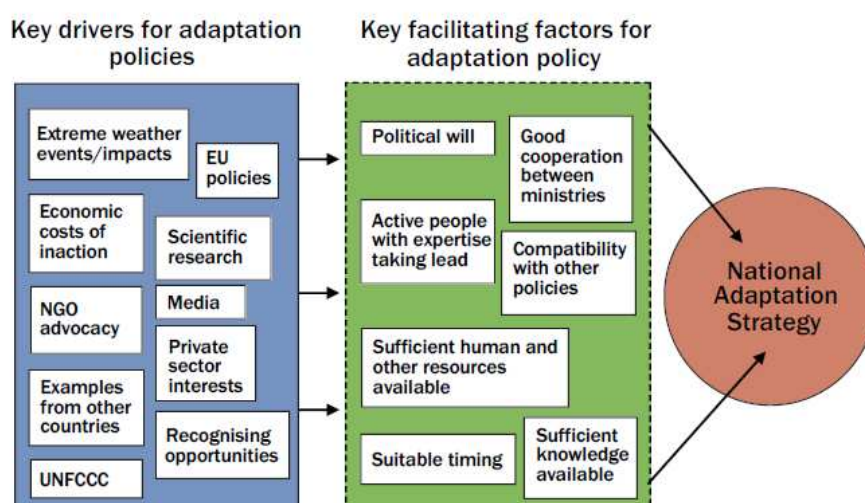 Key drivers for adaptation
policies
Extreme weather
events/impacts
EU
policies
Economic
costs of
inaction
Scientific
research
NGO
advocacy
Media
Private
sector
interests
Examples
from other
countries
Recognising
opportunities
UNFCCC
Key facilitating factors for
adaptation policy
Political will
Good
cooperation
between
ministries
Active people
with expertise
taking lead
Compatibility
with other
policies
Sufficient human and
other resources
available
Suitable timing
Sufficient
knowledge
available
National
Adaptation
Strategy